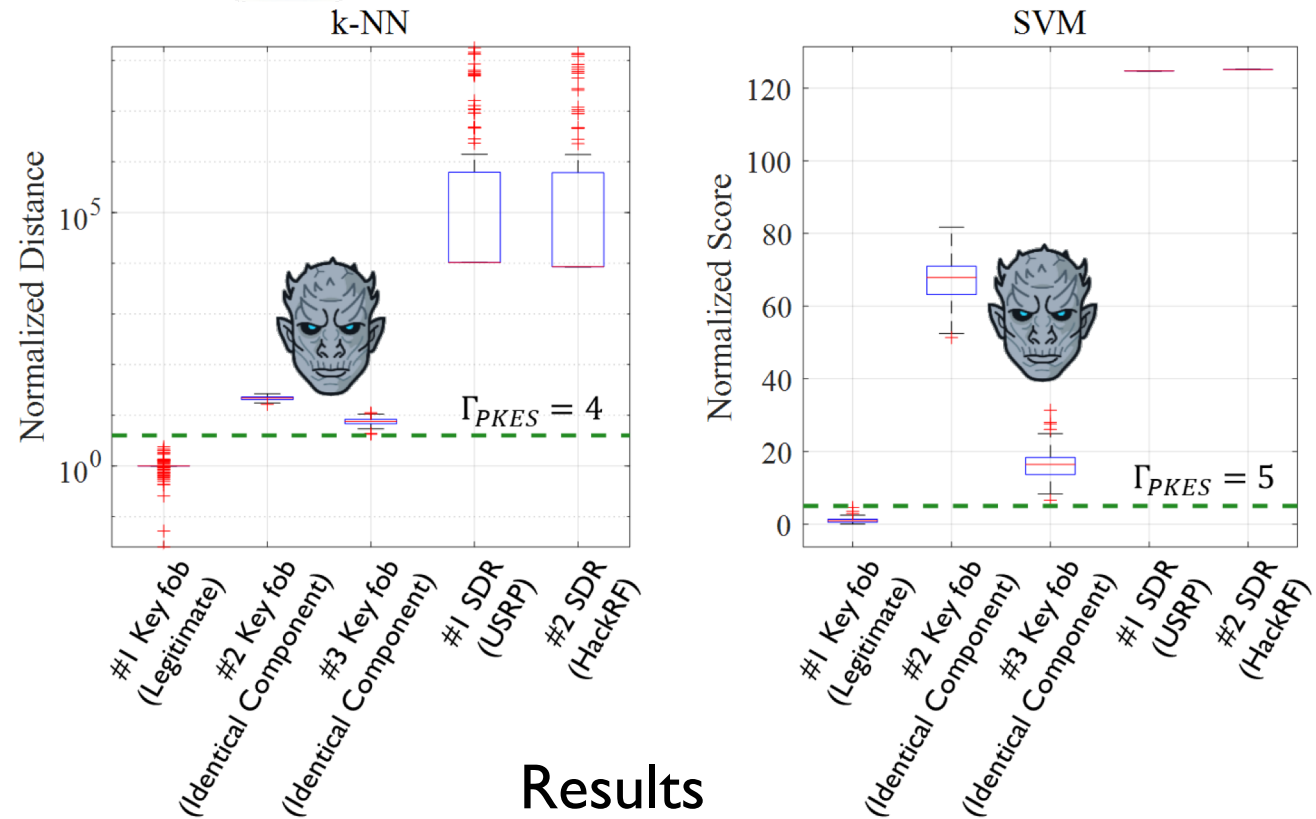 k-NN
Normalized Distance
10^5
10^0
Γ_PKES = 4
#1 Key fob
(Legitimate)
#2 Key fob
(Identical Component)
#3 Key fob
(Identical Component)
#1 SDR
(USRP)
#2 SDR
(HackRF)
SVM
Normalized Score
120
100
80
60
40
20
0
Γ_PKES = 5
#1 Key fob
(Legitimate)
#2 Key fob
(Identical Component)
#3 Key fob
(Identical Component)
#1 SDR
(USRP)
#2 SDR
(HackRF)
Results